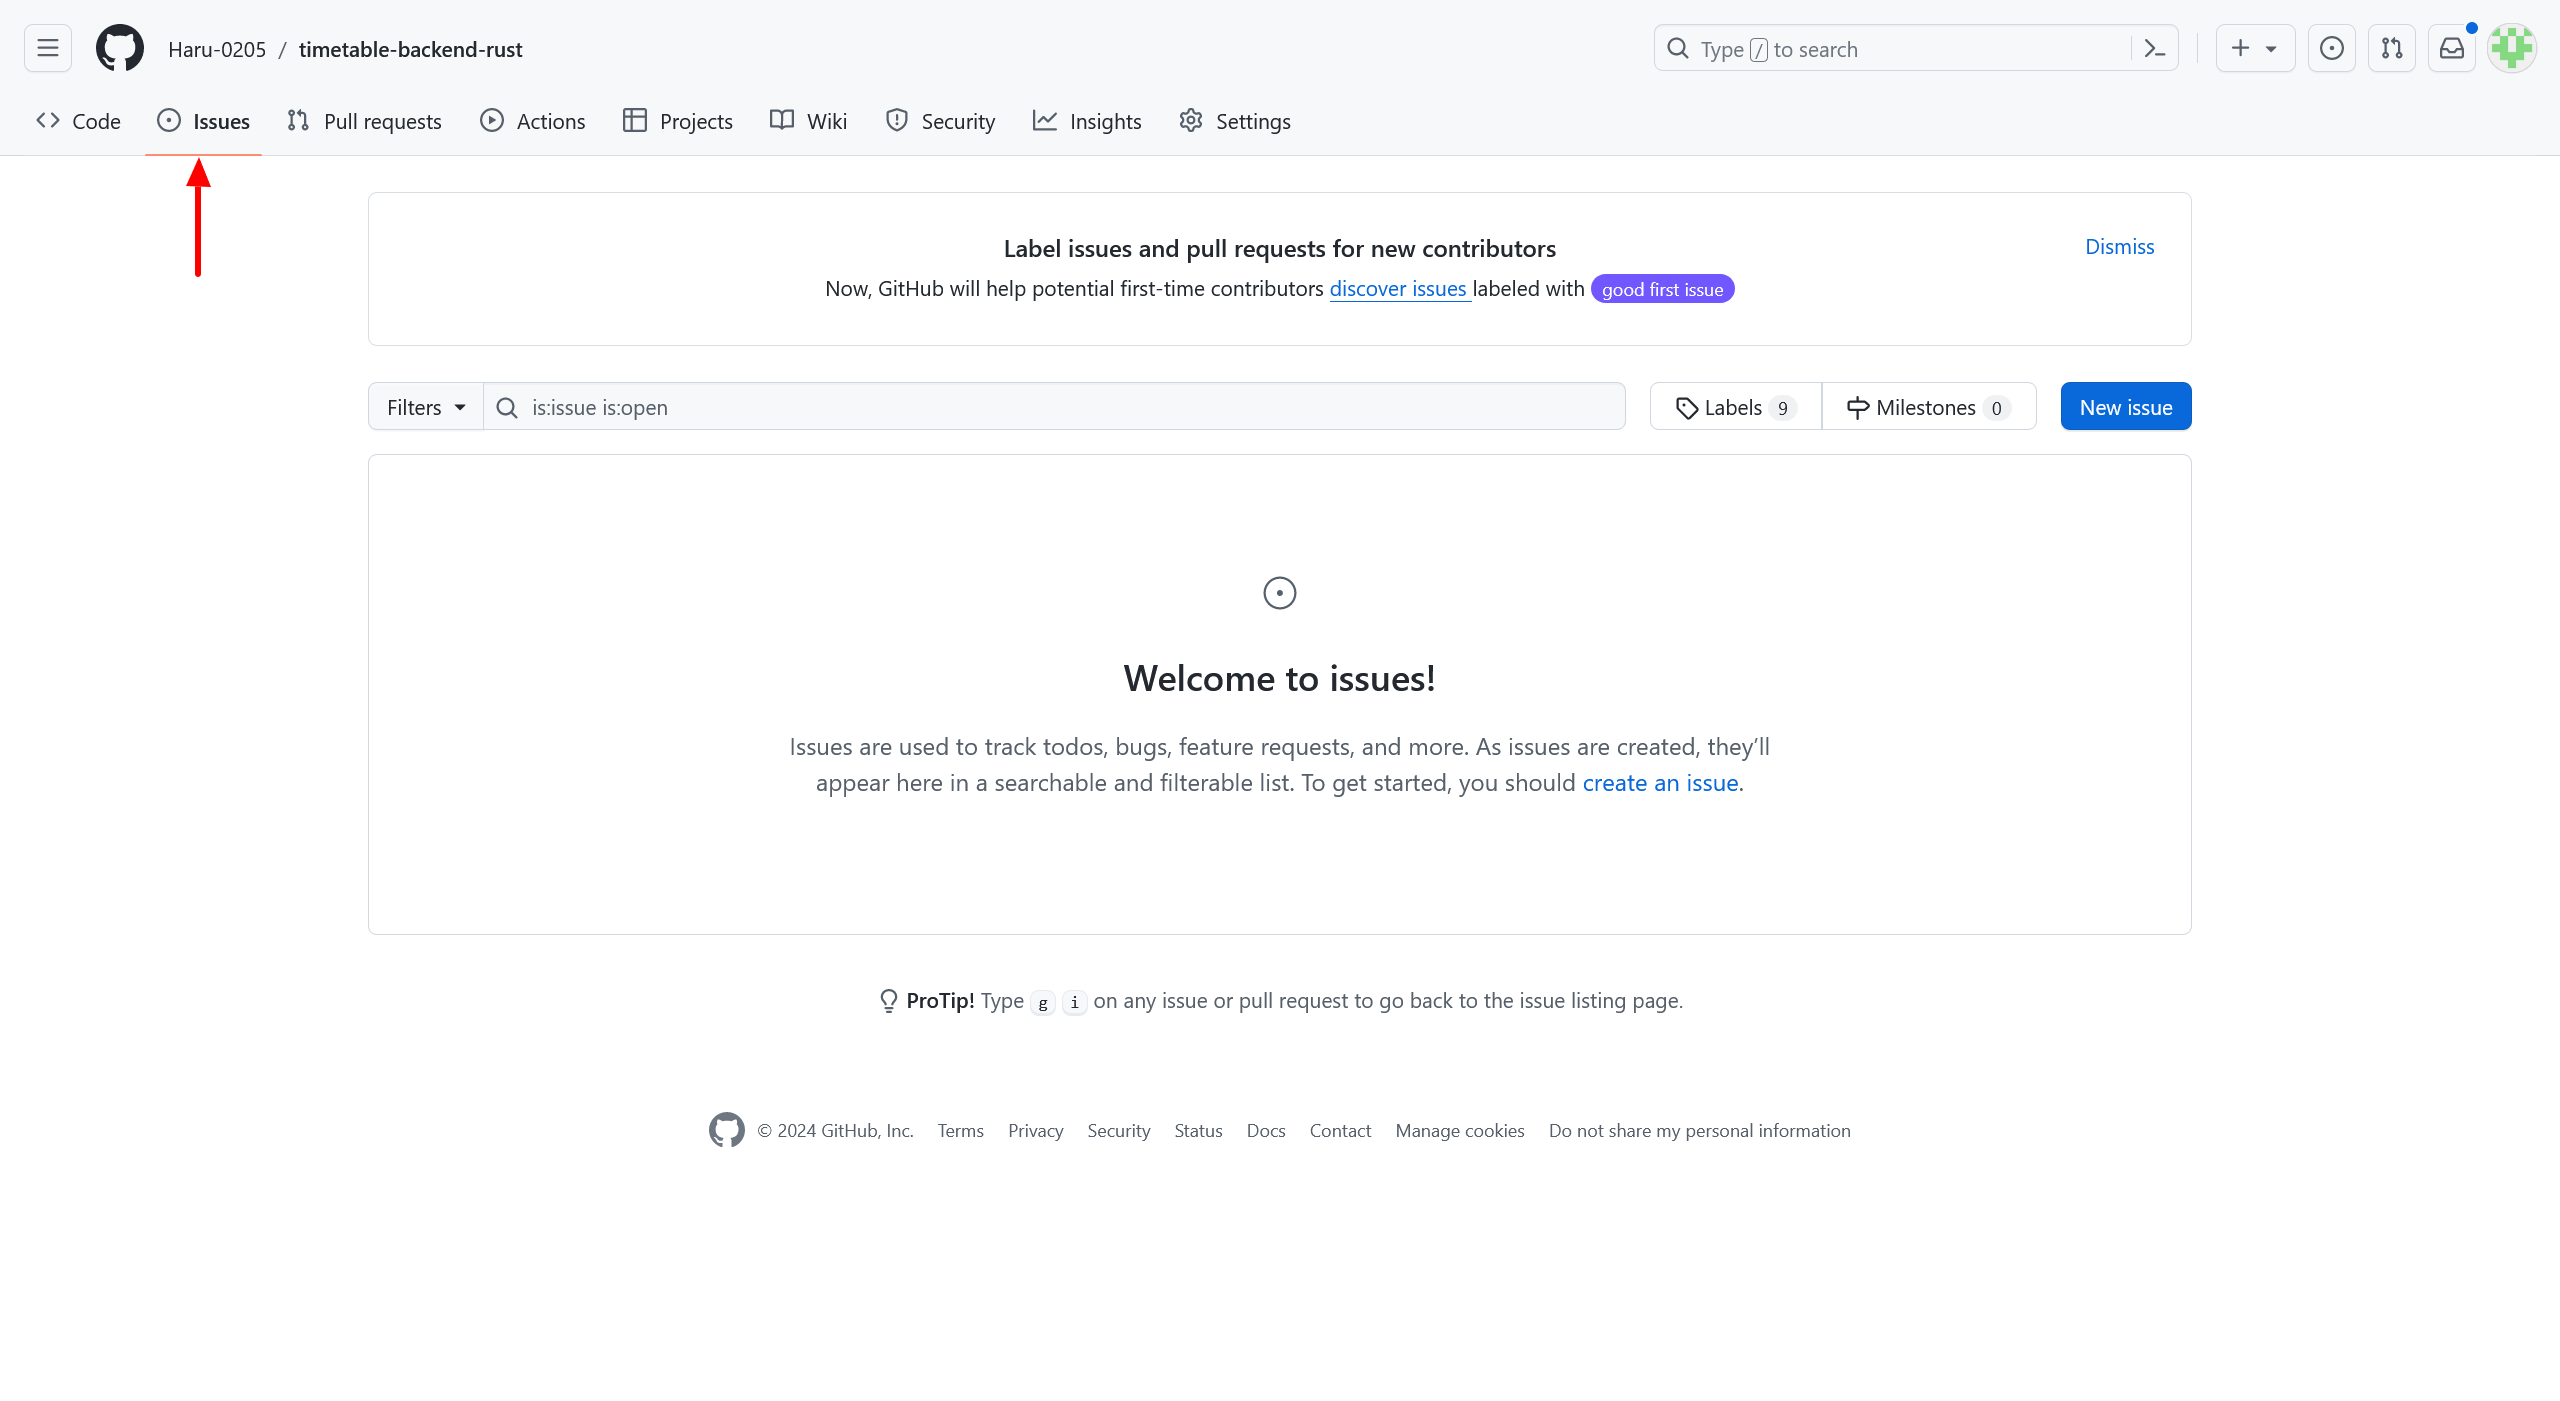 Haru-0205 / timetable-backend-rust
Type / to search
Code Issues Pull requests Actions Projects Wiki Security Insights Settings
Label issues and pull requests for new contributors
Dismiss
Now, GitHub will help potential first-time contributors discover issues labeled with good first issue
Filters is:issue is:open Labels 9 Milestones 0 New issue
Welcome to issues!
Issues are used to track todos, bugs, feature requests, and more. As issues are created, they’ll
appear here in a searchable and filterable list. To get started, you should create an issue.
ProTip! Type g i on any issue or pull request to go back to the issue listing page.
© 2024 GitHub, Inc. Terms Privacy Security Status Docs Contact Manage cookies Do not share my personal information